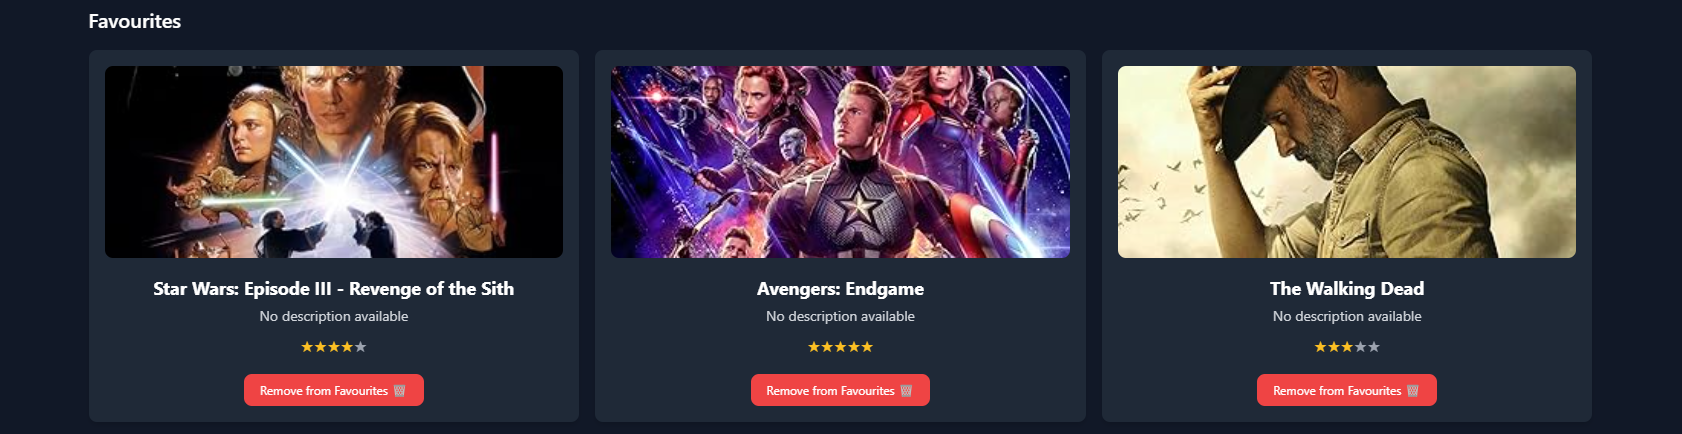 Favourites
Star Wars: Episode III - Revenge of the Sith
No description available
★★★★★
Remove from Favourites 🗑️
Avengers: Endgame
No description available
★★★★★
Remove from Favourites 🗑️
The Walking Dead
No description available
★★★★★
Remove from Favourites 🗑️